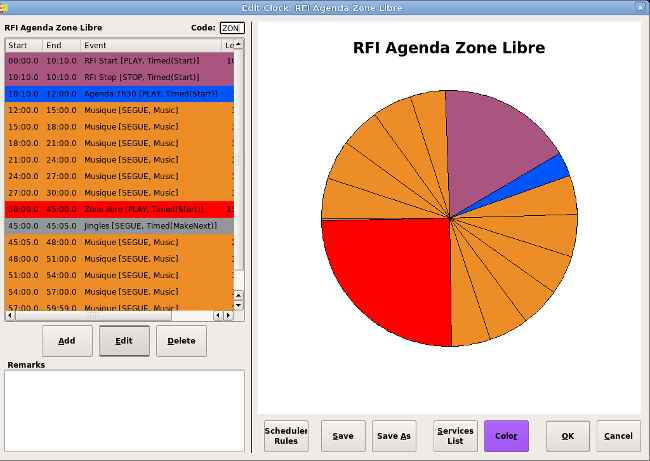 Edit Clock: RFI Agenda Zone Libre
RFI Agenda Zone Libre Code: ZON
Start End Event
00:00.0 10:10.0 RFI Start [PLAY, Timed(Start)]
10:10.0 10:10.0 RFI Stop [STOP, Timed(Start)]
10:10.0 12:00.0 Agenda 7h30 [PLAY, Timed(Start)]
12:00.0 15:00.0 Musique [SEGUE, Music]
15:00.0 18:00.0 Musique [SEGUE, Music]
18:00.0 21:00.0 Musique [SEGUE, Music]
21:00.0 24:00.0 Musique [SEGUE, Music]
24:00.0 27:00.0 Musique [SEGUE, Music]
27:00.0 30:00.0 Musique [SEGUE, Music]
30:00.0 45:00.0 Zone libre [PLAY, Timed(Start)]
45:00.0 45:05.0 Jingles [SEGUE, Timed(MakeNext)]
45:05.0 48:00.0 Musique [SEGUE, Music]
48:00.0 51:00.0 Musique [SEGUE, Music]
51:00.0 54:00.0 Musique [SEGUE, Music]
54:00.0 57:00.0 Musique [SEGUE, Music]
57:00.0 59:59.0 Musique [SEGUE, Music]
Add Edit Delete
Remarks
RFI Agenda Zone Libre
Scheduler
Rules
Save
Save As
Services
List
Color
OK
Cancel